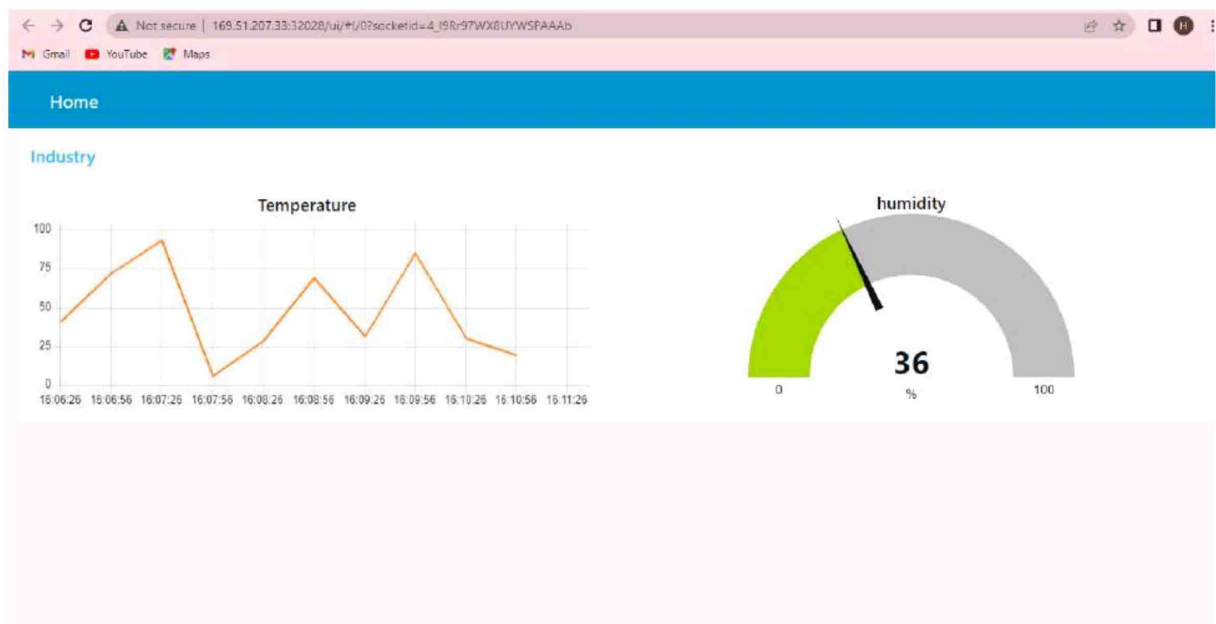 Not secure | 169.51.207.33:32028/ui/#!/0?socketid=4_I9Rr97WX8UYWSPAAAb
H
Gmail YouTube Maps
Home
Industry
Temperature
100
75
50
25
0
16:06:26 16:06:56 16:07:26 16:07:56 16:08:26 16:08:56 16:09:26 16:09:56 16:10:26 16:10:56 16:11:26
humidity
36
%
0
100